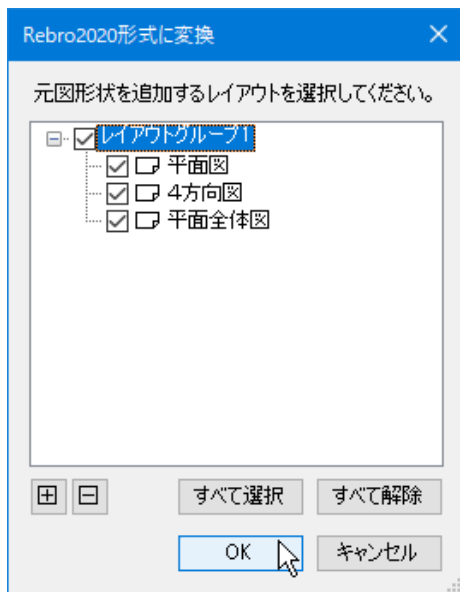 Rebro2020形式に変換
元図形状を追加するレイアウトを選択してください。
レイアウトグループ1
平面図
4方向図
平面全体図
すべて選択 すべて解除
OK キャンセル